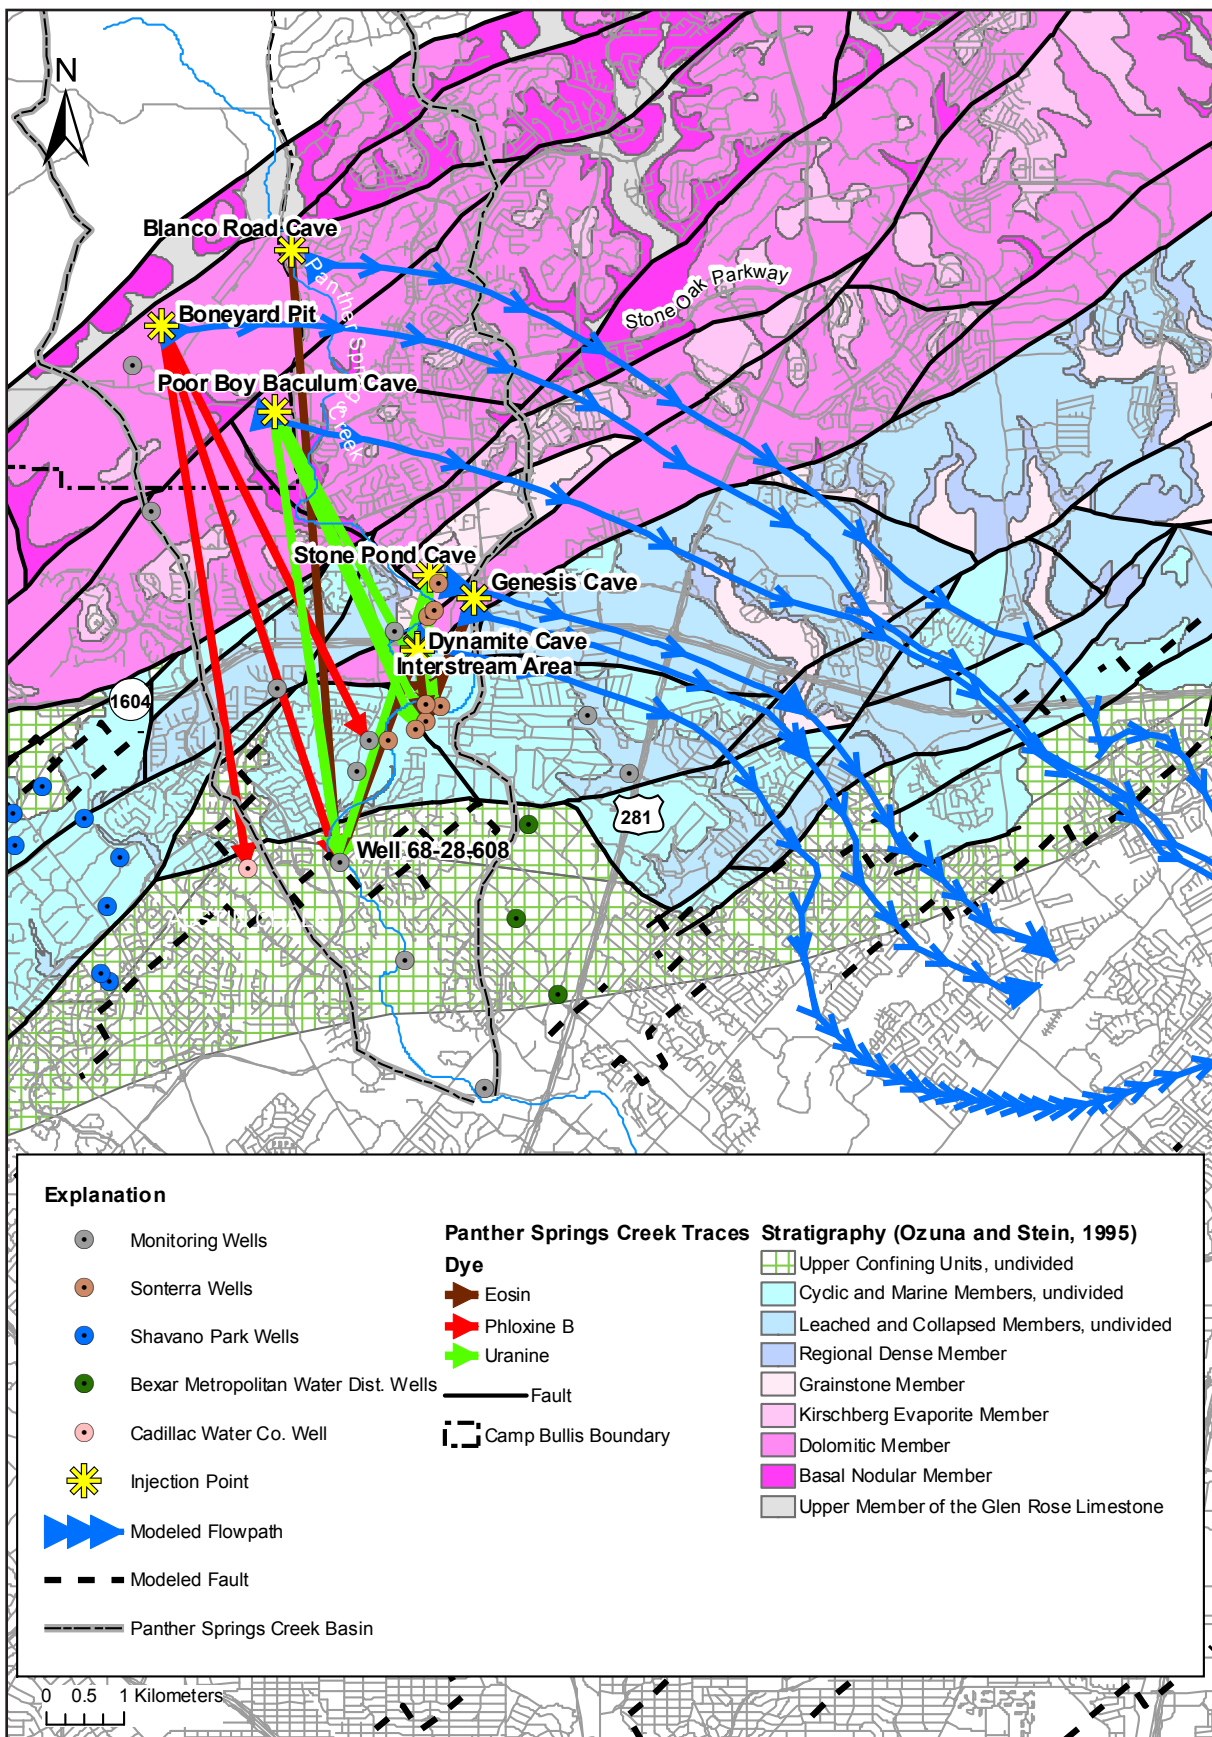 N
Blanco Road Cave
Panther Springs Creek
Boneyard Pit
Stone Oak Parkway
Poor Boy Baculum Cave
Stone Pond Cave
Genesis Cave
Dynamite Cave
Interstream Area
1604
281
Well 68-28-608
Explanation
Monitoring Wells
Sonterra Wells
Shavano Park Wells
Bexar Metropolitan Water Dist. Wells
Cadillac Water Co. Well
Injection Point
Modeled Flowpath
Modeled Fault
Panther Springs Creek Basin
Panther Springs Creek Traces
Dye
Eosin
Phloxine B
Uranine
Fault
Camp Bullis Boundary
Stratigraphy (Ozuna and Stein, 1995)
Upper Confining Units, undivided
Cyclic and Marine Members, undivided
Leached and Collapsed Members, undivided
Regional Dense Member
Grainstone Member
Kirschberg Evaporite Member
Dolomitic Member
Basal Nodular Member
Upper Member of the Glen Rose Limestone
0 0.5 1 Kilometers